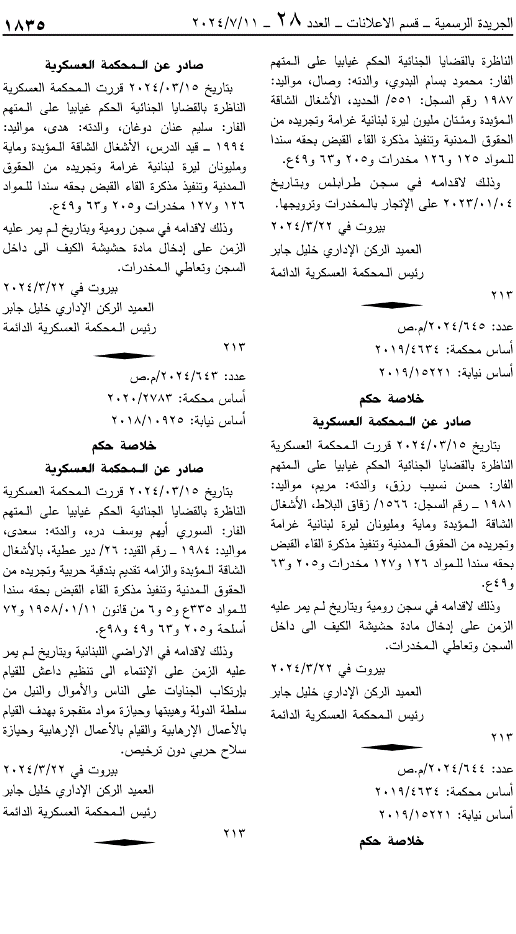 الجريدة الرسمية ــ قسم الاعلانات ــ العدد ٢٨ ــ ٢٠٢٤/٧/١١
١٨٣٥
الناظرة بالقضايا الجنائية الحكم غيابيا على المتهم
الفار: محمود بسام البدوي، والدته: وصال، مواليد:
١٩٨٧ رقم السجل: ٥٥١/ الحديد، الأشغال الشاقة
المؤبدة ومئتان مليون ليرة لبنانية غرامة وتجريده من
الحقوق المدنية وتنفيذ مذكرة القاء القبض بحقه سندا
للمواد ١٢٥ و١٢٦ مخدرات و٢٠٥ و٦٣ و٤٩ع.
وذلك لاقدامه في سجن طرابلس وبتاريخ
٢٠٢٣/٠١/٠٤ على الإتجار بالمخدرات وترويجها.
بيروت في ٢٠٢٤/٣/٢٢
العميد الركن الإداري خليل جابر
رئيس المحكمة العسكرية الدائمة
٢١٣
عدد: ٢٠٢٤/٦٤٥/م.ص
أساس محكمة: ٢٠١٩/٤٦٣٤
أساس نيابة: ٢٠١٩/١٥٢٢١
خلاصة حكم
صادر عن المحكمة العسكرية
بتاريخ ٢٠٢٤/٠٣/١٥ قررت المحكمة العسكرية
الناظرة بالقضايا الجنائية الحكم غيابيا على المتهم
الفار: حسن نسيب رزق، والدته: مريم، مواليد:
١٩٨١ ــ رقم السجل: ١٥٦٦/ زقاق البلاط، الأشغال
الشاقة المؤبدة وماية ومليونان ليرة لبنانية غرامة
وتجريده من الحقوق المدنية وتنفيذ مذكرة القاء القبض
بحقه سندا للمواد ١٢٦ و١٢٧ مخدرات و٢٠٥ و٦٣
و٤٩ع.
وذلك لاقدامه في سجن رومية وبتاريخ لم يمر عليه
الزمن على إدخال مادة حشيشة الكيف الى داخل
السجن وتعاطي المخدرات.
بيروت في ٢٠٢٤/٣/٢٢
العميد الركن الإداري خليل جابر
رئيس المحكمة العسكرية الدائمة
٢١٣
عدد: ٢٠٢٤/٦٤٤/م.ص
أساس محكمة: ٢٠١٩/٤٦٣٤
أساس نيابة: ٢٠١٩/١٥٢٢١
خلاصة حكم
صادر عن المحكمة العسكرية
بتاريخ ٢٠٢٤/٠٣/١٥ قررت المحكمة العسكرية
الناظرة بالقضايا الجنائية الحكم غيابيا على المتهم
الفار: سليم عنان دوغان، والدته: هدى، مواليد:
١٩٩٤ ــ قيد الدرس، الأشغال الشاقة المؤبدة وماية
ومليونان ليرة لبنانية غرامة وتجريده من الحقوق
المدنية وتنفيذ مذكرة القاء القبض بحقه سندا للمواد
١٢٦ و١٢٧ مخدرات و٢٠٥ و٦٣ و٤٩ع.
وذلك لاقدامه في سجن رومية وبتاريخ لم يمر عليه
الزمن على إدخال مادة حشيشة الكيف الى داخل
السجن وتعاطي المخدرات.
بيروت في ٢٠٢٤/٣/٢٢
العميد الركن الإداري خليل جابر
رئيس المحكمة العسكرية الدائمة
٢١٣
عدد: ٢٠٢٤/٦٤٣/م.ص
أساس محكمة: ٢٠٢٠/٢٧٨٣
أساس نيابة: ٢٠١٨/١٠٩٢٥
خلاصة حكم
صادر عن المحكمة العسكرية
بتاريخ ٢٠٢٤/٠٣/١٥ قررت المحكمة العسكرية
الناظرة بالقضايا الجنائية الحكم غيابيا على المتهم
الفار: السوري أيهم يوسف دره، والدته: سعدى،
مواليد: ١٩٨٤ ــ رقم القيد: ٢٦/ دير عطية، بالأشغال
الشاقة المؤبدة والزامه تقديم بندقية حربية وتجريده من
الحقوق المدنية وتنفيذ مذكرة القاء القبض بحقه سندا
للمواد ٣٣٥ع و٥ و٦ من قانون ١٩٥٨/٠١/١١ و٧٢
أسلحة و٢٠٥ و٦٣ و٤٩ و٩٨ع.
وذلك لاقدامه في الاراضي اللبنانية وبتاريخ لم يمر
عليه الزمن على الإنتماء الى تنظيم داعش للقيام
بإرتكاب الجنايات على الناس والأموال والنيل من
سلطة الدولة وهيبتها وحيازة مواد متفجرة بهدف القيام
بالأعمال الإرهابية والقيام بالأعمال الإرهابية وحيازة
سلاح حربي دون ترخيص.
بيروت في ٢٠٢٤/٣/٢٢
العميد الركن الإداري خليل جابر
رئيس المحكمة العسكرية الدائمة
٢١٣